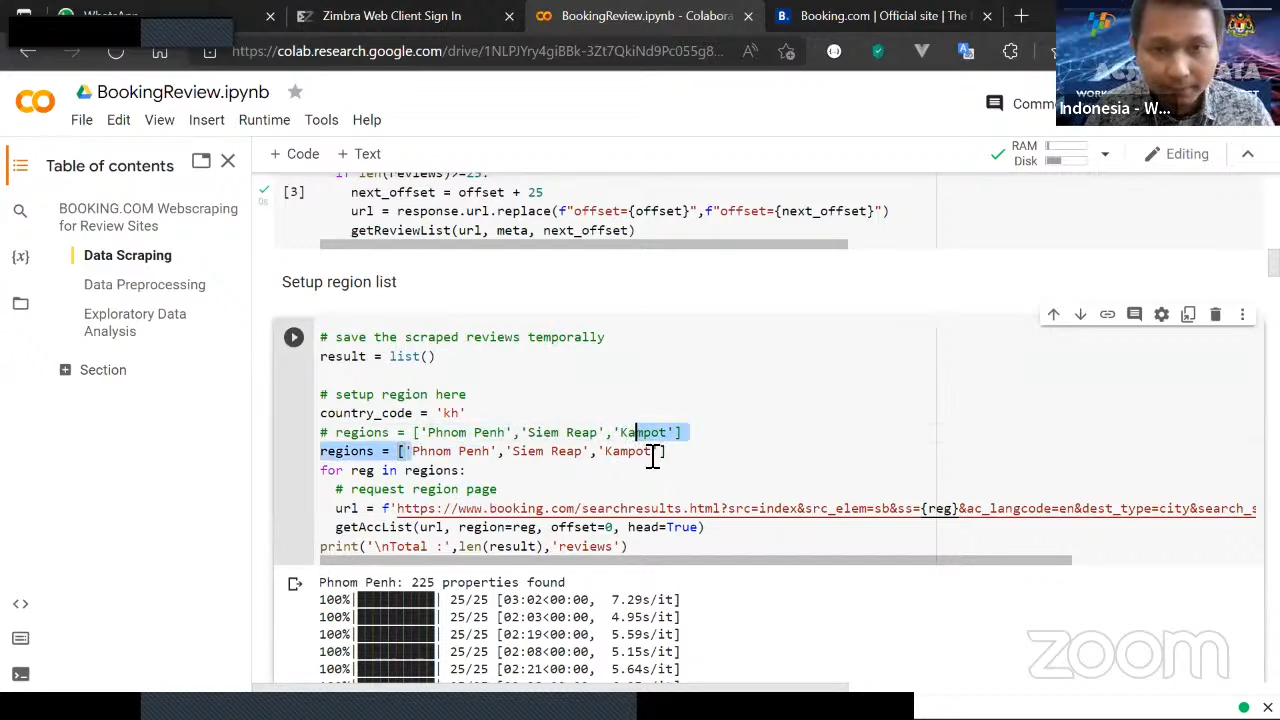 WhatsApp
Zimbra Web Client Sign In
BookingReview.ipynb - Colabora
Booking.com | Official site | Th
https://colab.research.google.com/drive/1NLPJYry4giBBk-3Zt7QkiNd9Pc055g8...
BookingReview.ipynb
File Edit View Insert Runtime Tools Help
Comm
Indonesia - W...
Table of contents
+ Code + Text
RAM
Disk
Editing
BOOKING.COM Webscraping
for Review Sites
Data Scraping
Data Preprocessing
Exploratory Data
Analysis
Section
if len(reviews)>=25:
[3]
0s
next_offset = offset + 25
url = response.url.replace(f"offset={offset}",f"offset={next_offset}")
getReviewList(url, meta, next_offset)
Setup region list
# save the scraped reviews temporally
result = list()
# setup region here
country_code = 'kh'
# regions = ['Phnom Penh','Siem Reap','Kampot']
regions = ['Phnom Penh','Siem Reap','Kampot']
for reg in regions:
# request region page
url = f'https://www.booking.com/searchresults.html?src=index&src_elem=sb&ss={reg}&ac_langcode=en&dest_type=city&search_s
getAccList(url, region=reg, offset=0, head=True)
print('\nTotal :',len(result),'reviews')
Phnom Penh: 225 properties found
100%| | 25/25 [03:02<00:00, 7.29s/it]
100%| | 25/25 [02:03<00:00, 4.95s/it]
100%| | 25/25 [02:19<00:00, 5.59s/it]
100%| | 25/25 [02:08<00:00, 5.15s/it]
100%| | 25/25 [02:21<00:00, 5.64s/it]
zoom